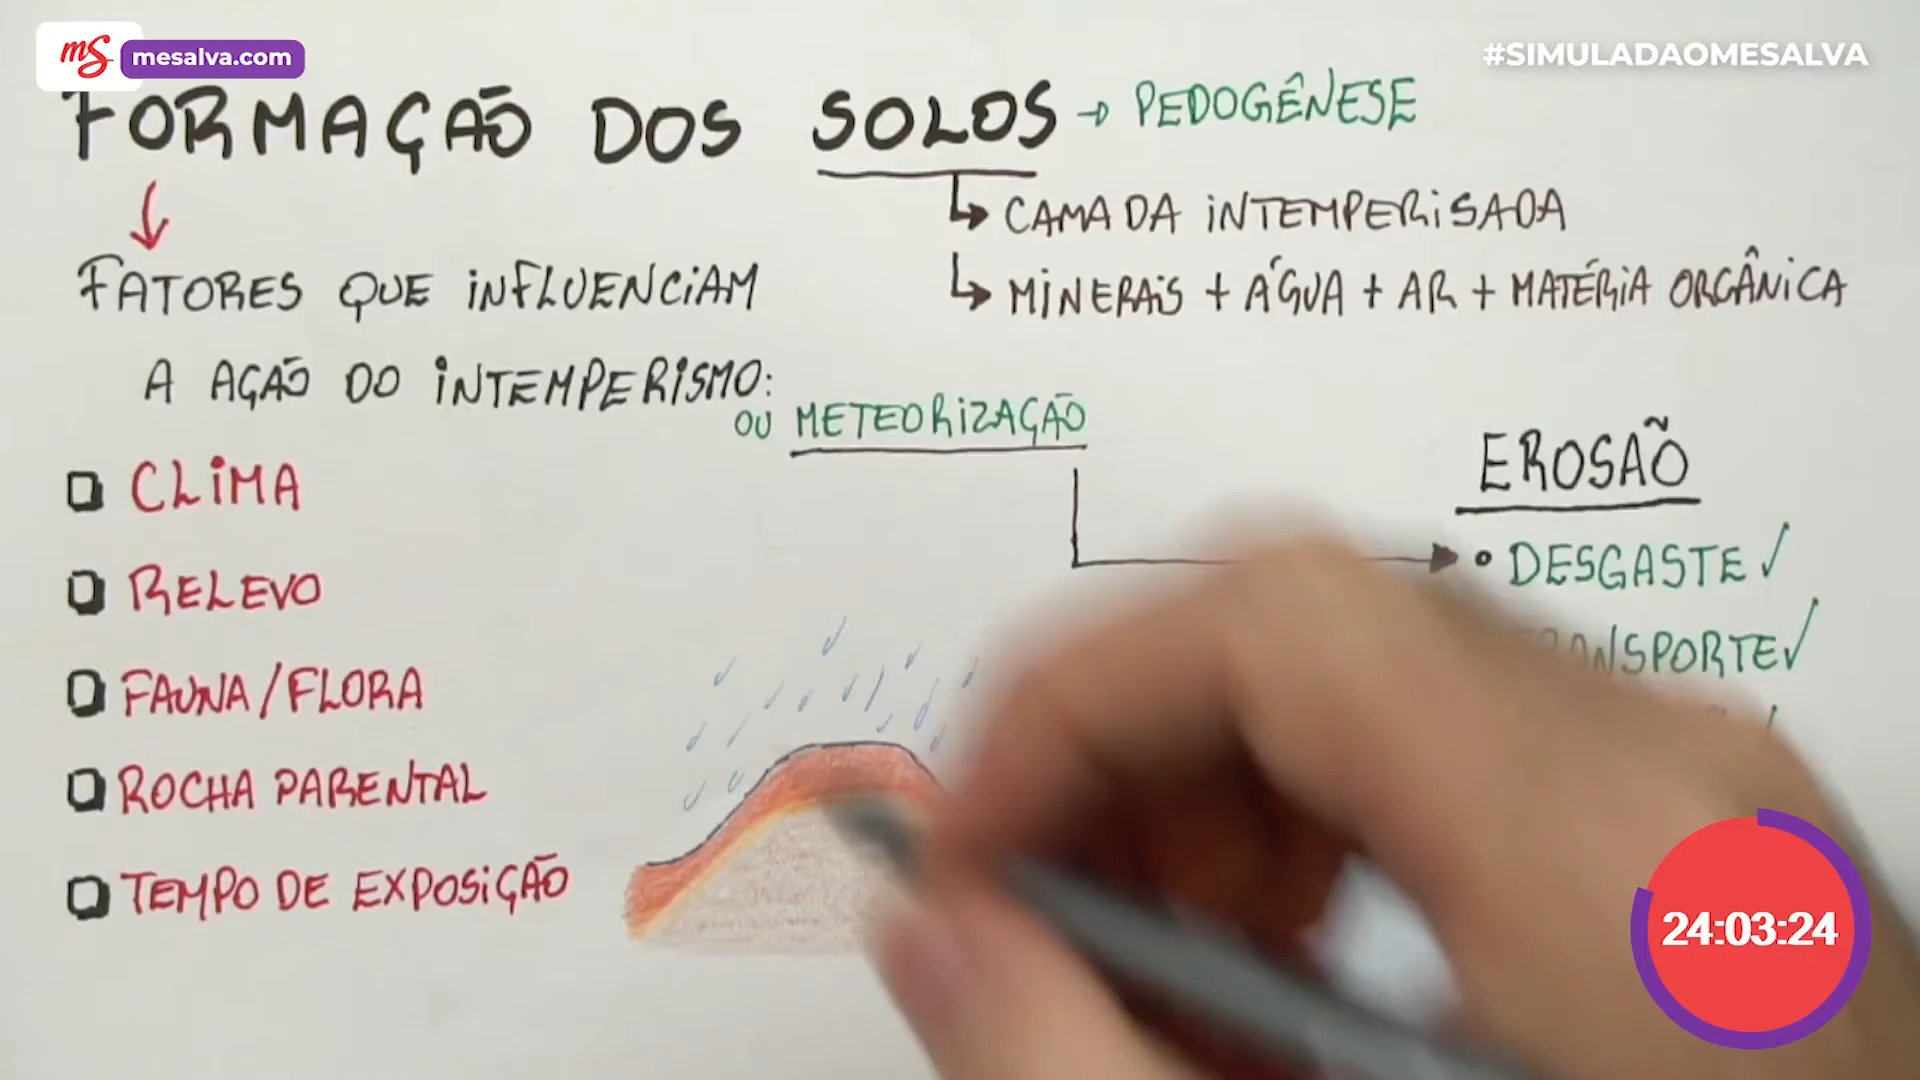 ms mesalva.com
#SIMULADAOMESALVA
FORMAÇÃO DOS SOLOS → PEDOGÊNESE
CAMADA INTEMPERISADA
MINERAIS + ÁGUA + AR + MATÉRIA ORGÂNICA
FATORES QUE INFLUENCIAM
A AÇÃO DO INTEMPERISMO:
OU METEORIZAÇÃO
CLIMA
RELEVO
FAUNA/FLORA
ROCHA PARENTAL
TEMPO DE EXPOSIÇÃO
EROSÃO
• DESGASTE ✓
24:03:24